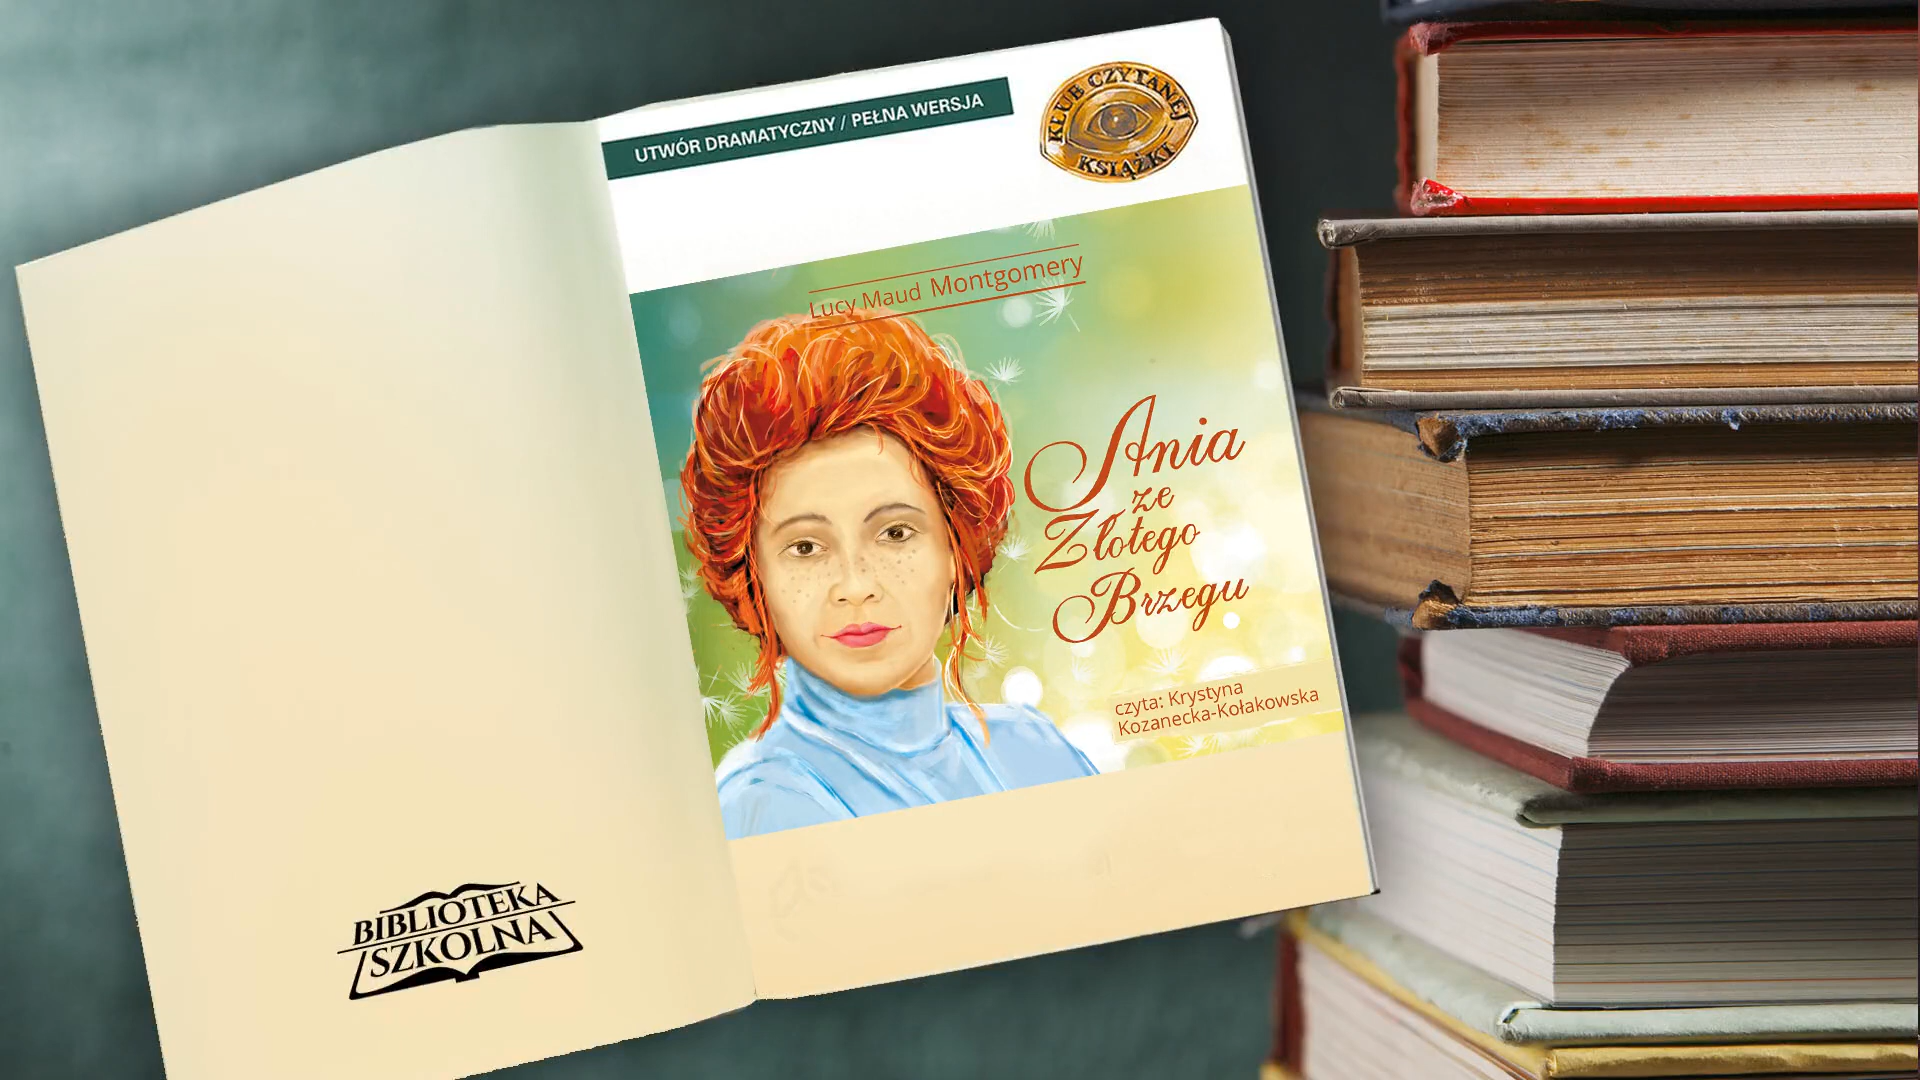 UTWÓR DRAMATYCZNY / PEŁNA WERSJA
KLUB CZYTANEJ
KSIĄŻKI
Lucy Maud Montgomery
Ania
ze
Złotego
Brzegu
czyta: Krystyna
Kozanecka-Kołakowska
BIBLIOTEKA
SZKOLNA